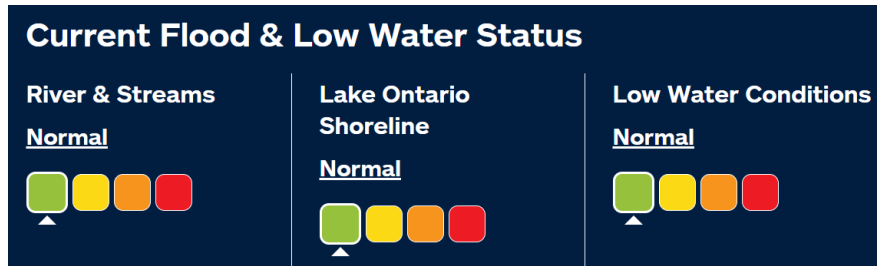 Current Flood & Low Water Status
River & Streams
Normal
Lake Ontario
Shoreline
Normal
Low Water Conditions
Normal